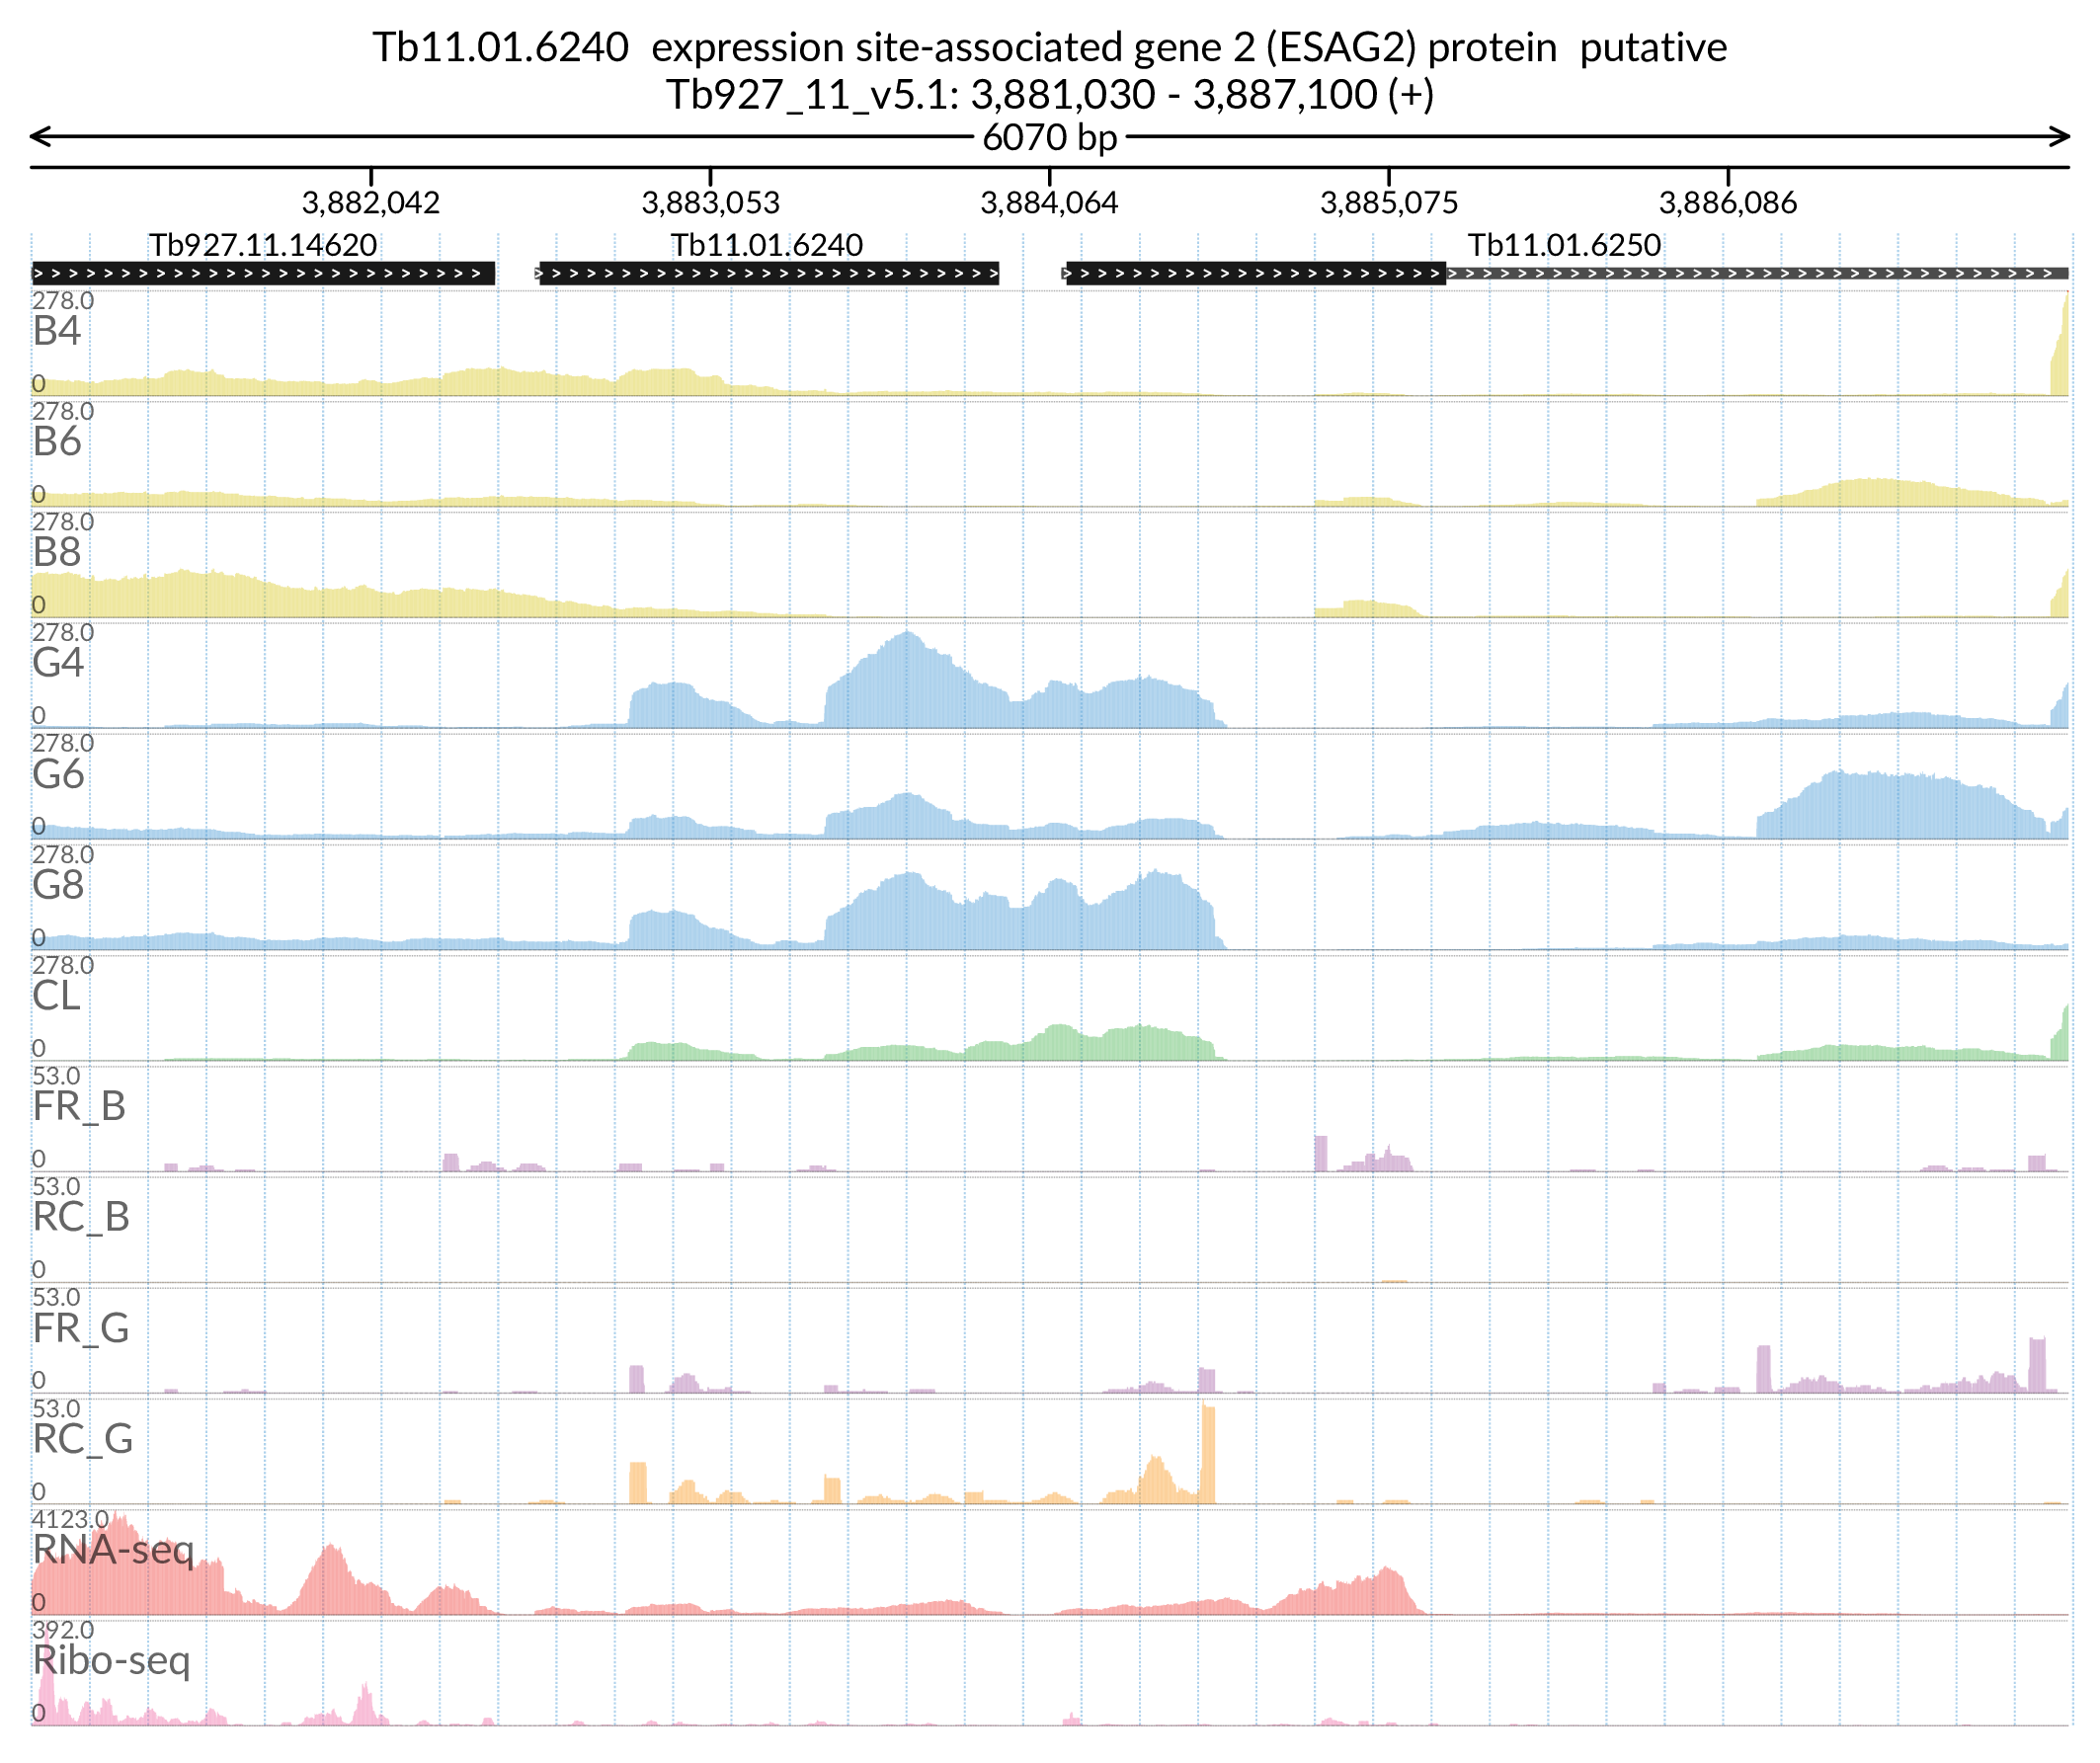 Tb11.01.6240  expression site-associated gene 2 (ESAG2) protein  putative
Tb927_11_v5.1: 3,881,030 - 3,887,100 (+)
6070 bp
3,882,042 3,883,053 3,884,064 3,885,075 3,886,086
Tb927.11.14620 Tb11.01.6240 Tb11.01.6250
278.0
B4
0
278.0
B6
0
278.0
B8
0
278.0
G4
0
278.0
G6
0
278.0
G8
0
278.0
CL
0
53.0
FR_B
0
53.0
RC_B
0
53.0
FR_G
0
53.0
RC_G
0
4123.0
RNA-seq
0
392.0
Ribo-seq
0